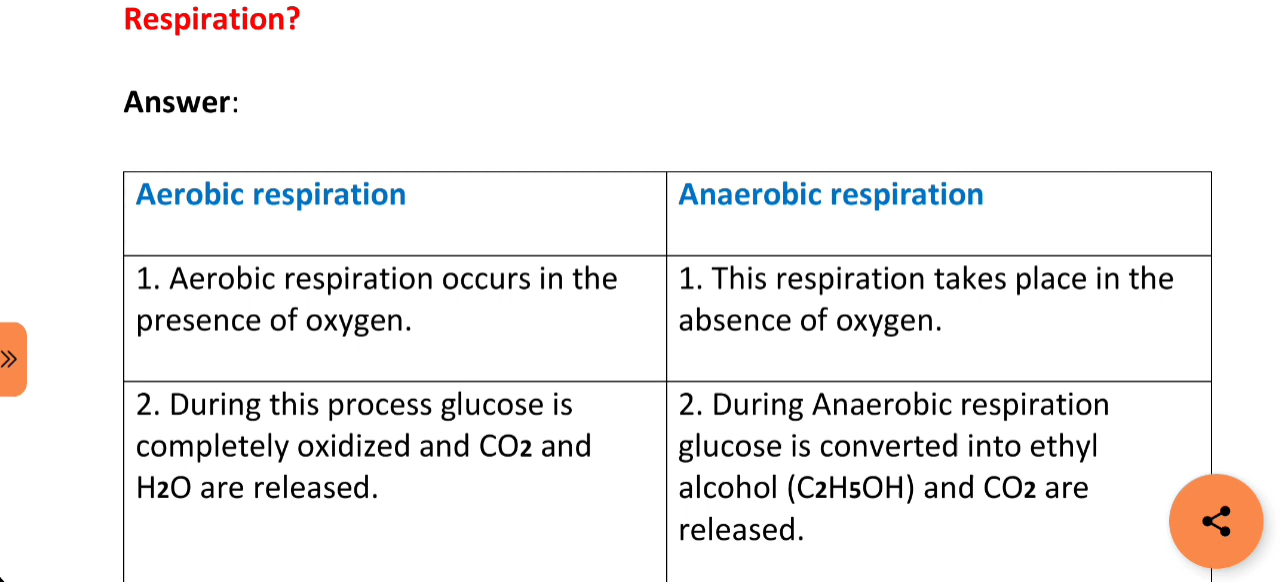 Respiration?
Answer:
Aerobic respiration
Anaerobic respiration
1. Aerobic respiration occurs in the
presence of oxygen.
1. This respiration takes place in the
absence of oxygen.
2. During this process glucose is
completely oxidized and CO2 and
H2O are released.
2. During Anaerobic respiration
glucose is converted into ethyl
alcohol (C2H5OH) and CO2 are
released.